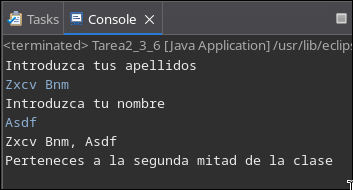 Tasks Console
<terminated> Tarea2_3_6 [Java Application] /usr/lib/eclips
Introduzca tus apellidos
Zxcv Bnm
Introduzca tu nombre
Asdf
Zxcv Bnm, Asdf
Perteneces a la segunda mitad de la clase